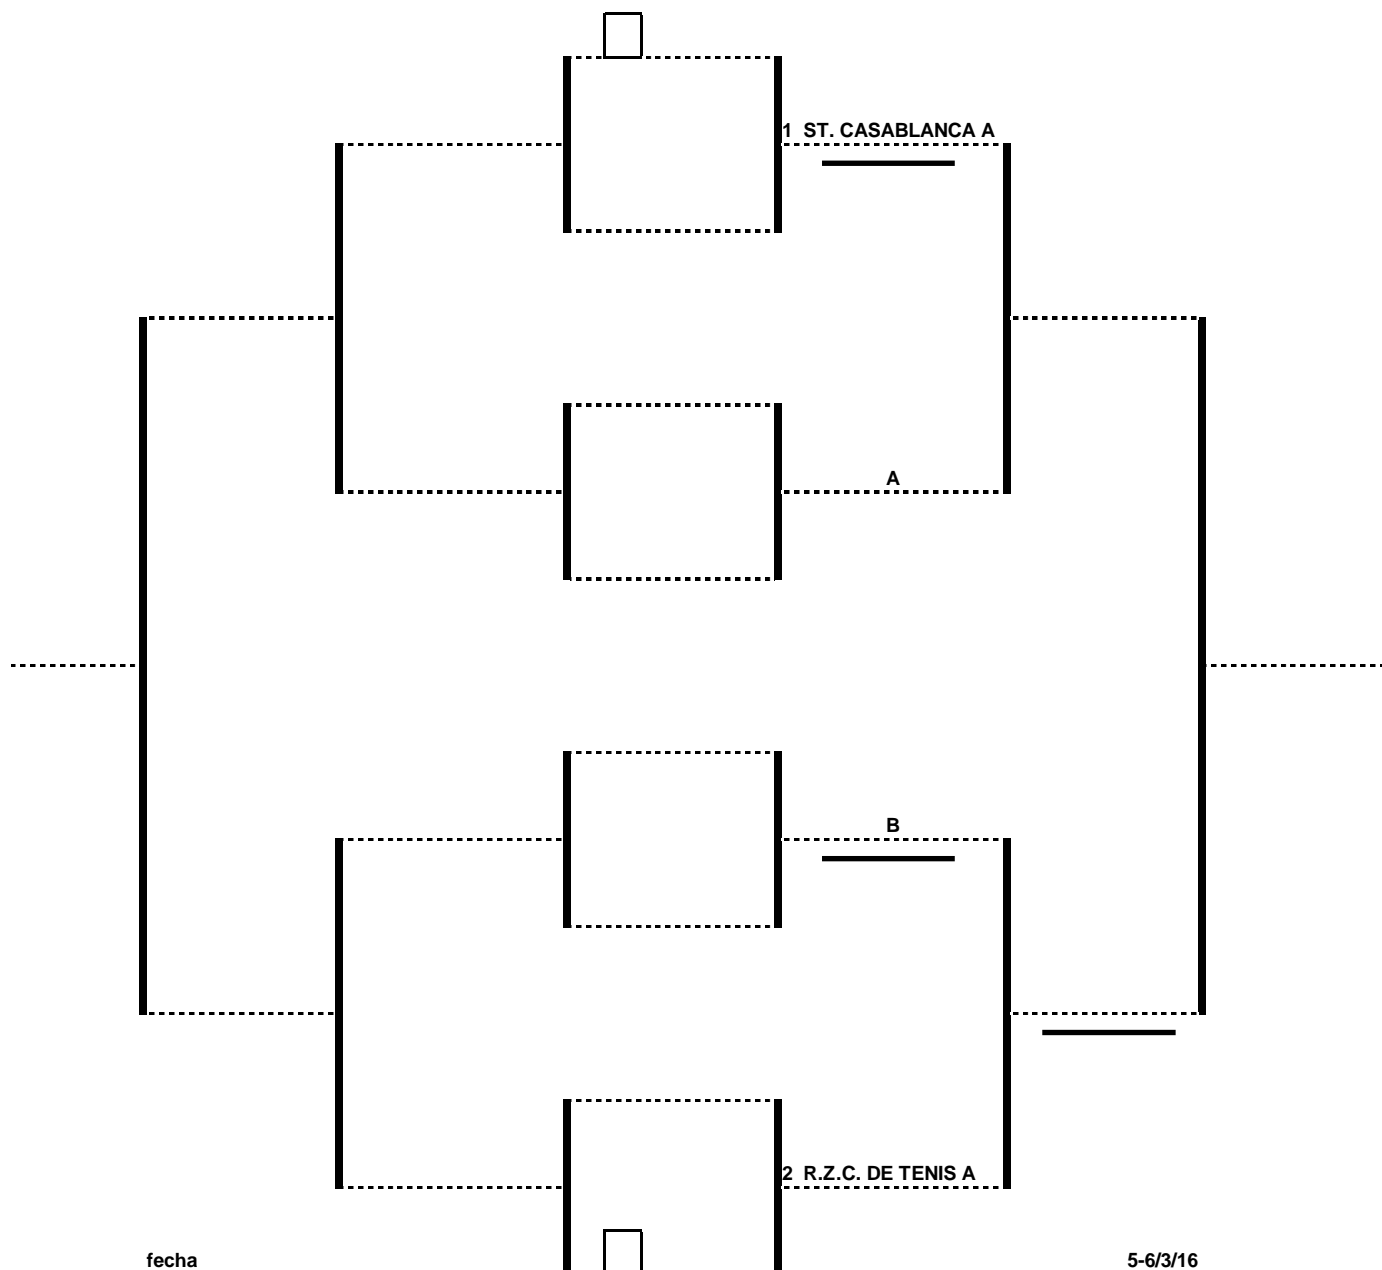 1 ST. CASABLANCA A
A
B
2 R.Z.C. DE TENIS A
fecha 5-6/3/16